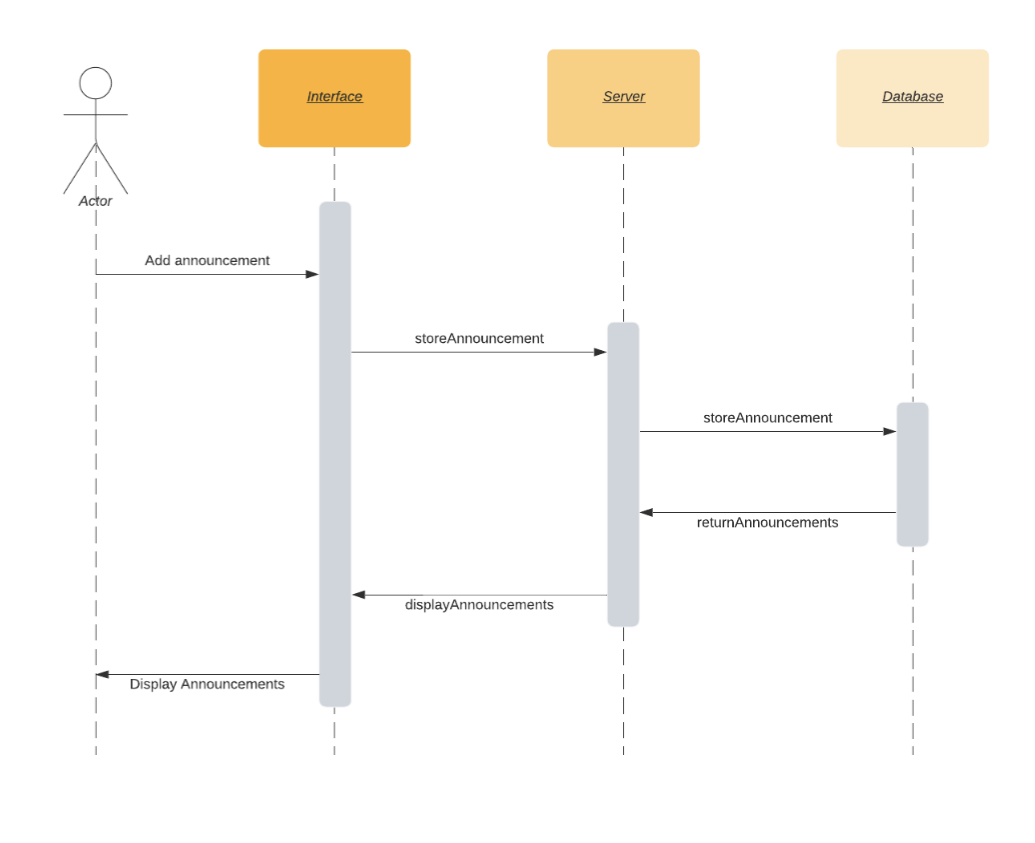 Interface
Server
Database
Actor
Add announcement
storeAnnouncement
storeAnnouncement
returnAnnouncements
displayAnnouncements
Display Announcements